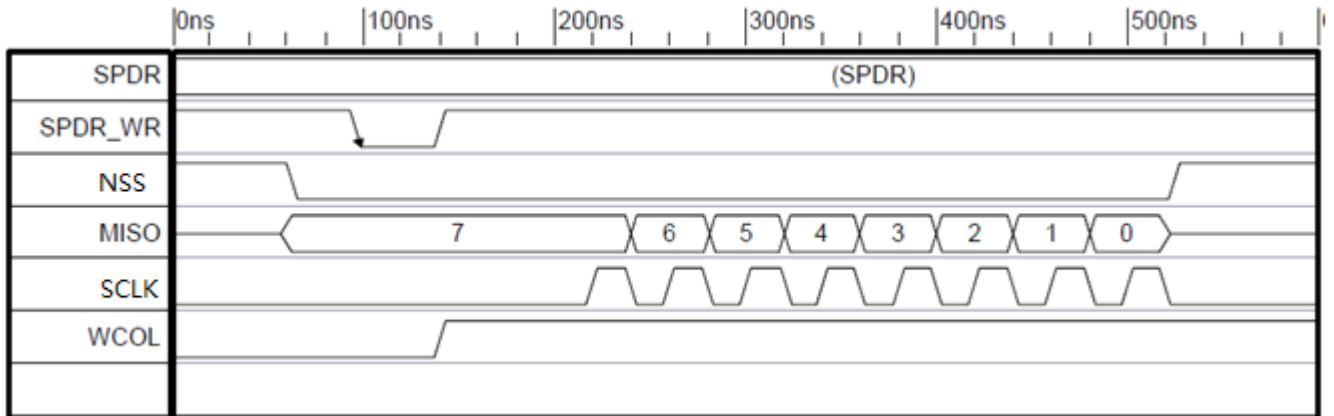 0ns 100ns 200ns 300ns 400ns 500ns
SPDR (SPDR)
SPDR_WR
NSS
MISO 7 6 5 4 3 2 1 0
SCLK
WCOL